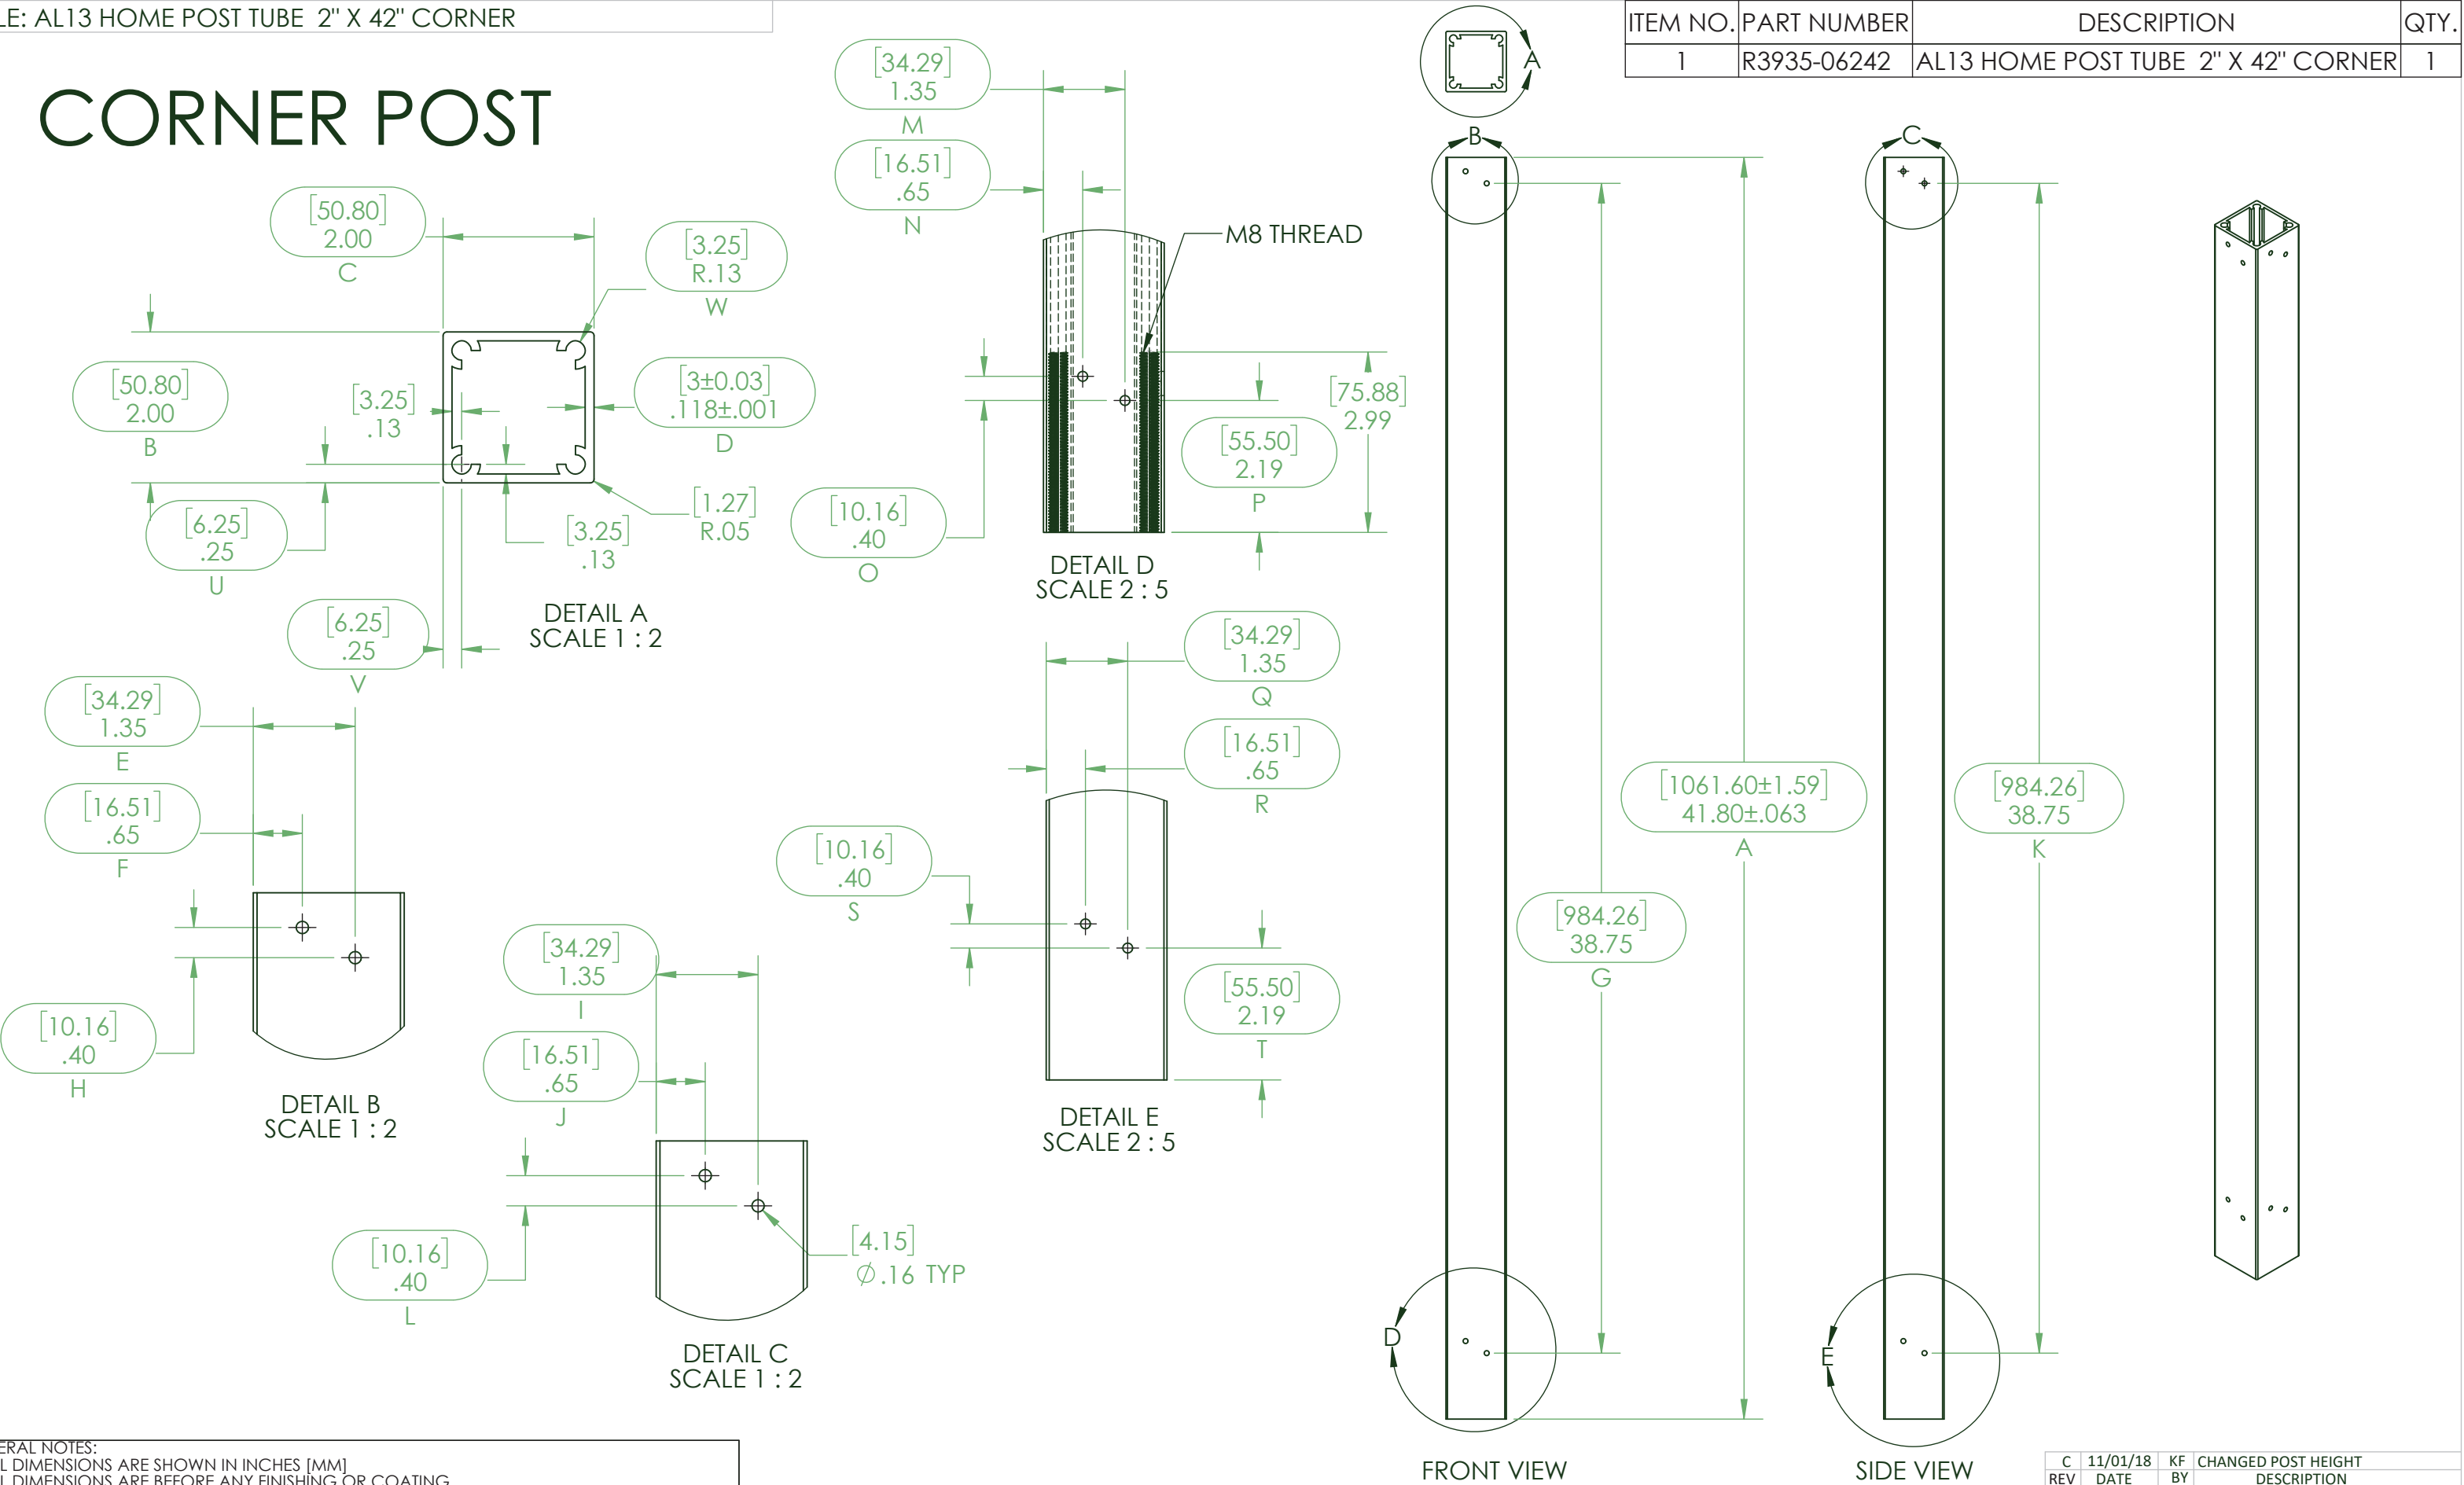 LE: AL13 HOME POST TUBE 2" X 42" CORNER
ITEM NO. PART NUMBER DESCRIPTION QTY.
1 R3935-06242 AL13 HOME POST TUBE 2" X 42" CORNER 1
CORNER POST
[50.80]
2.00
C
[3.25]
R.13
W
[50.80]
2.00
B
[3.25]
.13
[3±0.03]
.118±.001
D
[6.25]
.25
U
[3.25]
.13
[1.27]
R.05
[6.25]
.25
V
DETAIL A
SCALE 1 : 2
[34.29]
1.35
M
[16.51]
.65
N
M8 THREAD
[75.88]
2.99
[55.50]
2.19
P
[10.16]
.40
O
DETAIL D
SCALE 2 : 5
[34.29]
1.35
E
[16.51]
.65
F
[10.16]
.40
H
DETAIL B
SCALE 1 : 2
[34.29]
1.35
I
[16.51]
.65
J
[10.16]
.40
L
[4.15]
∅.16 TYP
DETAIL C
SCALE 1 : 2
[34.29]
1.35
Q
[16.51]
.65
R
[10.16]
.40
S
[55.50]
2.19
T
DETAIL E
SCALE 2 : 5
A
B
C
[1061.60±1.59]
41.80±.063
A
[984.26]
38.75
G
[984.26]
38.75
K
D
E
FRONT VIEW
SIDE VIEW
ERAL NOTES:
L DIMENSIONS ARE SHOWN IN INCHES [MM]
L DIMENSIONS ARE BEFORE ANY FINISHING OR COATING
C 11/01/18 KF CHANGED POST HEIGHT
REV DATE BY DESCRIPTION